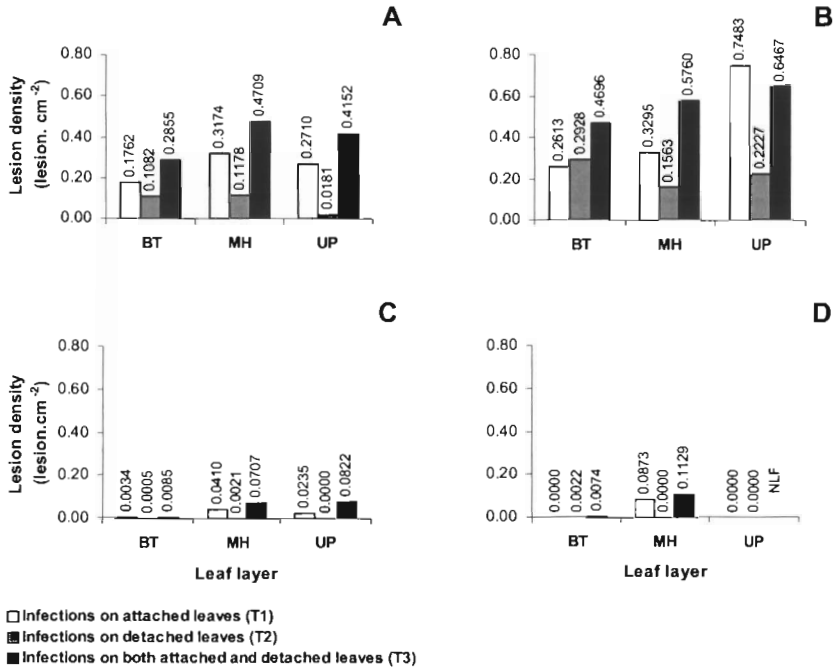 A
Lesion density
(lesion. cm-2)
0.80
0.60
0.40
0.20
0.00
0.1762
0.1082
0.2855
0.3174
0.1178
0.4709
0.2710
0.0181
0.4152
BT
MH
UP
B
0.80
0.60
0.40
0.20
0.00
0.2613
0.2928
0.4696
0.3295
0.1563
0.5760
0.7483
0.2227
0.6467
BT
MH
UP
C
Lesion density
(lesion.cm-2)
0.80
0.60
0.40
0.20
0.00
0.0034
0.0005
0.0085
0.0410
0.0021
0.0707
0.0235
0.0000
0.0822
BT
MH
UP
Leaf layer
D
0.80
0.60
0.40
0.20
0.00
0.0000
0.0022
0.0074
0.0873
0.0000
0.1129
0.0000
0.0000
NLF
BT
MH
UP
Leaf layer
Infections on attached leaves (T1)
Infections on detached leaves (T2)
Infections on both attached and detached leaves (T3)